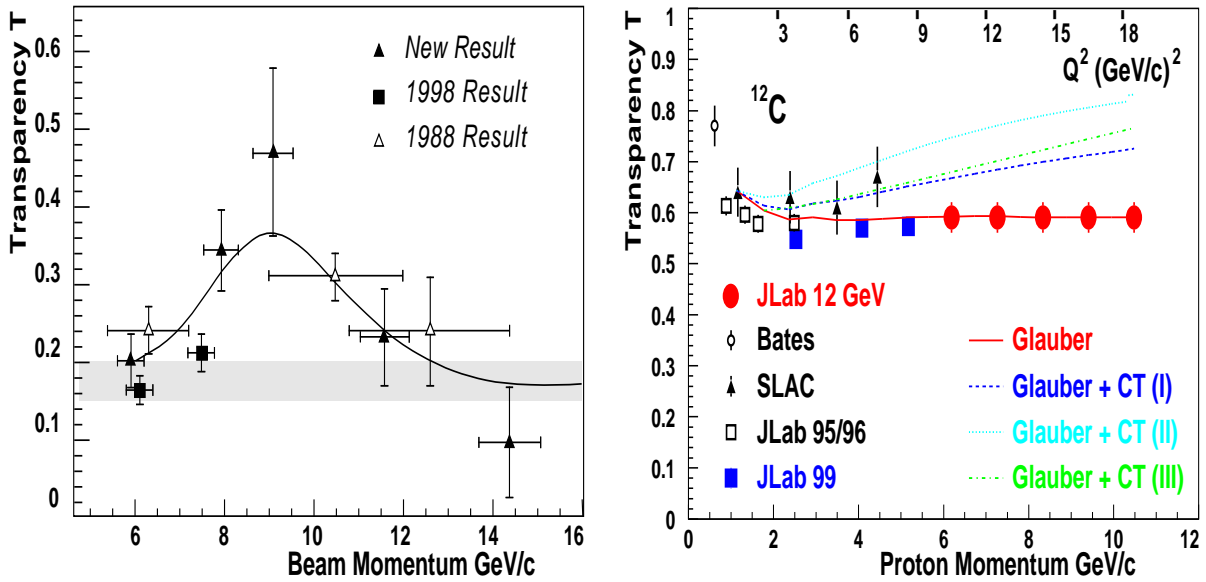 Transparency T
0.6
0.5
0.4
0.3
0.2
0.1
0
New Result
1998 Result
1988 Result
6 8 10 12 14 16
Beam Momentum GeV/c
Transparency T
1
0.9
0.8
0.7
0.6
0.5
0.4
0.3
0.2
0.1
0
3 6 9 12 15 18
Q² (GeV/c)²
¹²C
JLab 12 GeV
Bates
SLAC
JLab 95/96
JLab 99
Glauber
Glauber + CT (I)
Glauber + CT (II)
Glauber + CT (III)
0 2 4 6 8 10 12
Proton Momentum GeV/c